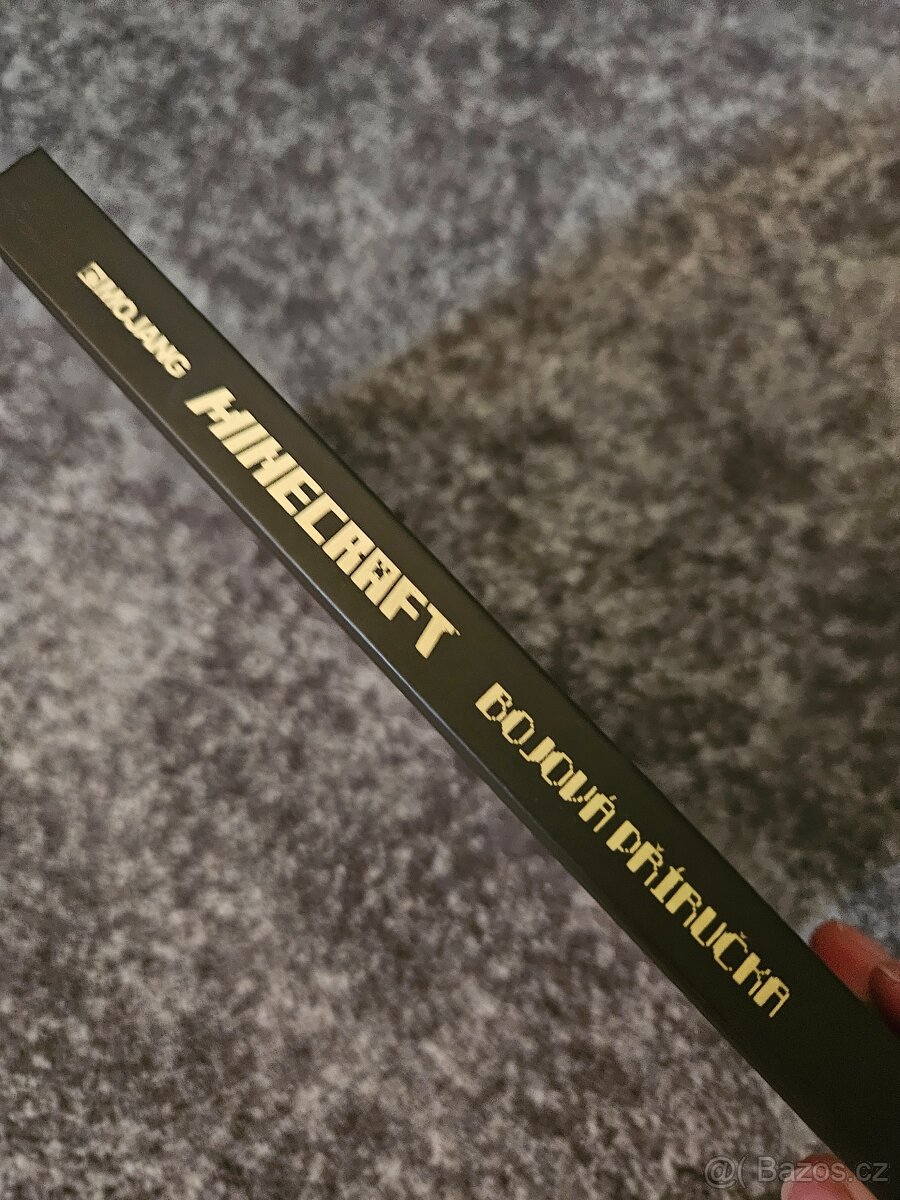 MOJANG
MINECRAFT
BOJOVÁ PŘÍRUČKA
@( Bazos.cz